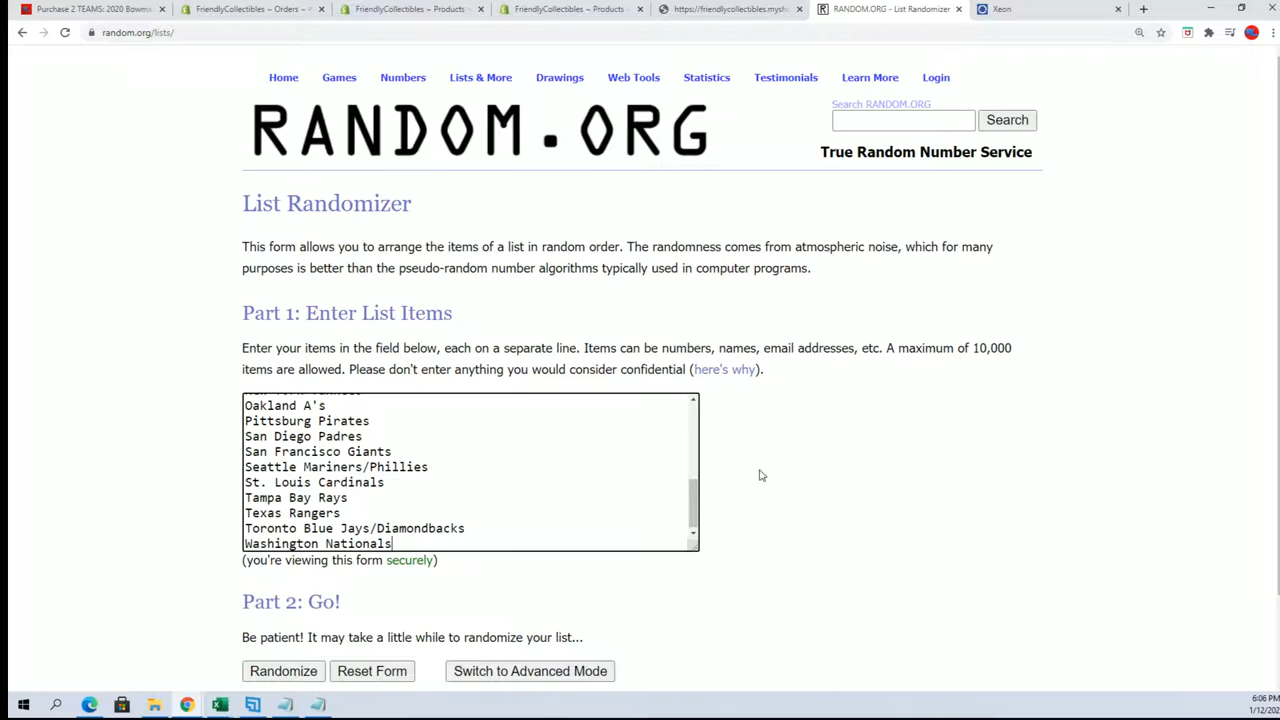 Purchase 2 TEAMS: 2020 Bowma
FriendlyCollectibles ~ Orders ~ P
FriendlyCollectibles ~ Products ~
FriendlyCollectibles ~ Products ~
https://friendlycollectibles.mysho
RANDOM.ORG - List Randomizer
Xeon
random.org/lists/
Home Games Numbers Lists & More Drawings Web Tools Statistics Testimonials Learn More Login
Search RANDOM.ORG
RANDOM.ORG
Search
True Random Number Service
List Randomizer
This form allows you to arrange the items of a list in random order. The randomness comes from atmospheric noise, which for many
purposes is better than the pseudo-random number algorithms typically used in computer programs.
Part 1: Enter List Items
Enter your items in the field below, each on a separate line. Items can be numbers, names, email addresses, etc. A maximum of 10,000
items are allowed. Please don't enter anything you would consider confidential (here's why).
Oakland A's
Pittsburg Pirates
San Diego Padres
San Francisco Giants
Seattle Mariners/Phillies
St. Louis Cardinals
Tampa Bay Rays
Texas Rangers
Toronto Blue Jays/Diamondbacks
Washington Nationals
(you're viewing this form securely)
Part 2: Go!
Be patient! It may take a little while to randomize your list...
Randomize Reset Form Switch to Advanced Mode
6:06 PM
1/12/202